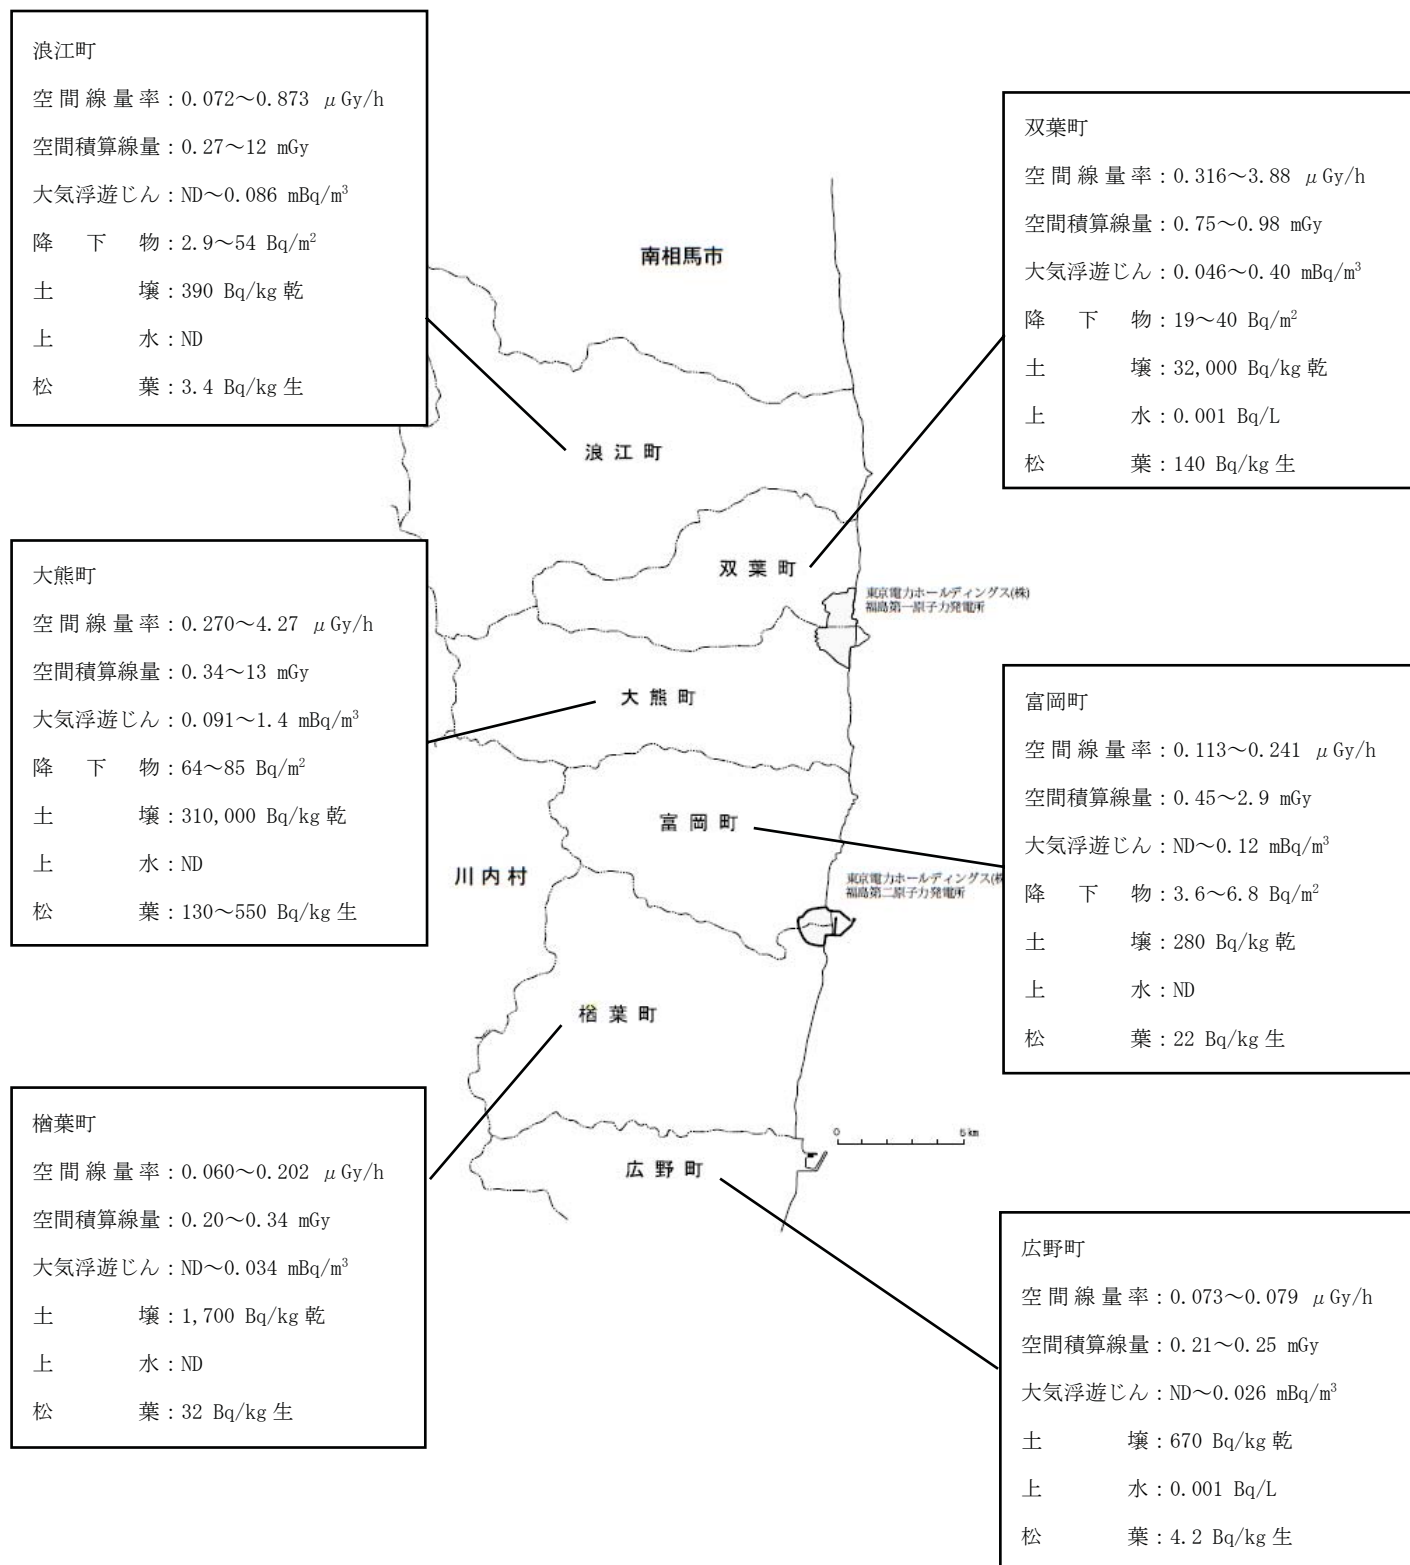 浪江町
空間線量率：0.072～0.873 μGy/h
空間積算線量：0.27～12 mGy
大気浮遊じん：ND～0.086 mBq/m³
降下物：2.9～54 Bq/m²
土壌：390 Bq/kg 乾
上水：ND
松葉：3.4 Bq/kg 生
双葉町
空間線量率：0.316～3.88 μGy/h
空間積算線量：0.75～0.98 mGy
大気浮遊じん：0.046～0.40 mBq/m³
降下物：19～40 Bq/m²
土壌：32,000 Bq/kg 乾
上水：0.001 Bq/L
松葉：140 Bq/kg 生
南相馬市
浪江町
双葉町
東京電力ホールディングス(株)
福島第一原子力発電所
大熊町
空間線量率：0.270～4.27 μGy/h
空間積算線量：0.34～13 mGy
大気浮遊じん：0.091～1.4 mBq/m³
降下物：64～85 Bq/m²
土壌：310,000 Bq/kg 乾
上水：ND
松葉：130～550 Bq/kg 生
大熊町
富岡町
空間線量率：0.113～0.241 μGy/h
空間積算線量：0.45～2.9 mGy
大気浮遊じん：ND～0.12 mBq/m³
降下物：3.6～6.8 Bq/m²
土壌：280 Bq/kg 乾
上水：ND
松葉：22 Bq/kg 生
富岡町
川内村
東京電力ホールディングス(株
福島第二原子力発電所
楢葉町
楢葉町
空間線量率：0.060～0.202 μGy/h
空間積算線量：0.20～0.34 mGy
大気浮遊じん：ND～0.034 mBq/m³
土壌：1,700 Bq/kg 乾
上水：ND
松葉：32 Bq/kg 生
0 5km
広野町
広野町
空間線量率：0.073～0.079 μGy/h
空間積算線量：0.21～0.25 mGy
大気浮遊じん：ND～0.026 mBq/m³
土壌：670 Bq/kg 乾
上水：0.001 Bq/L
松葉：4.2 Bq/kg 生